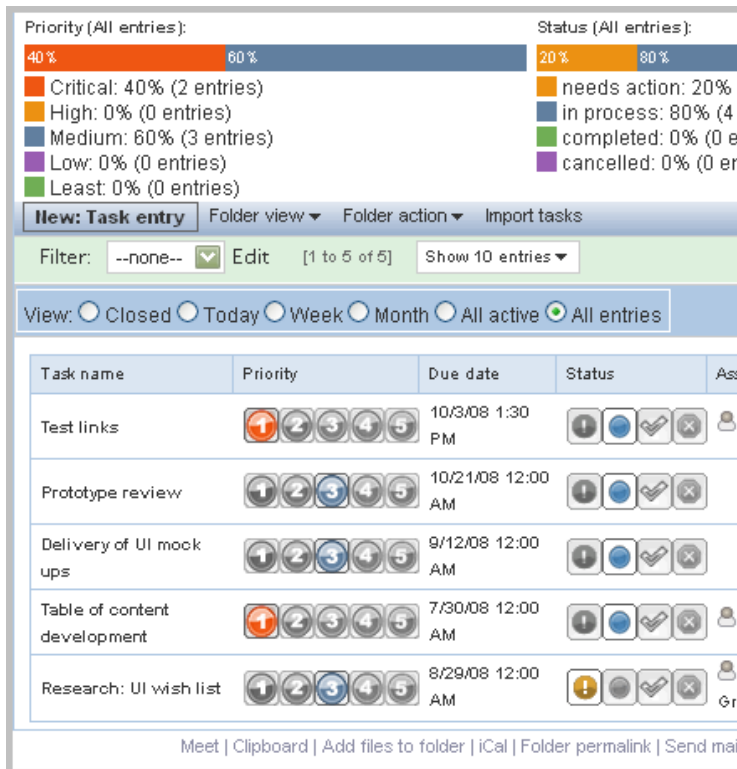 Priority (All entries):
Status (All entries):
40%
60%
20%
80%
Critical: 40% (2 entries)
High: 0% (0 entries)
Medium: 60% (3 entries)
Low: 0% (0 entries)
Least: 0% (0 entries)
needs action: 20%
in process: 80% (4
completed: 0% (0 e
cancelled: 0% (0 en
New: Task entry Folder view Folder action Import tasks
Filter: --none-- Edit [1 to 5 of 5] Show 10 entries
View: Closed Today Week Month All active All entries
Task name Priority Due date Status Ass
Test links 1 2 3 4 5 10/3/08 1:30
PM
Prototype review 1 2 3 4 5 10/21/08 12:00
AM
Delivery of UI mock
ups
1 2 3 4 5 9/12/08 12:00
AM
Table of content
development
1 2 3 4 5 7/30/08 12:00
AM
Research: UI wish list 1 2 3 4 5 8/29/08 12:00
AM
Gr
Meet | Clipboard | Add files to folder | iCal | Folder permalink | Send mai